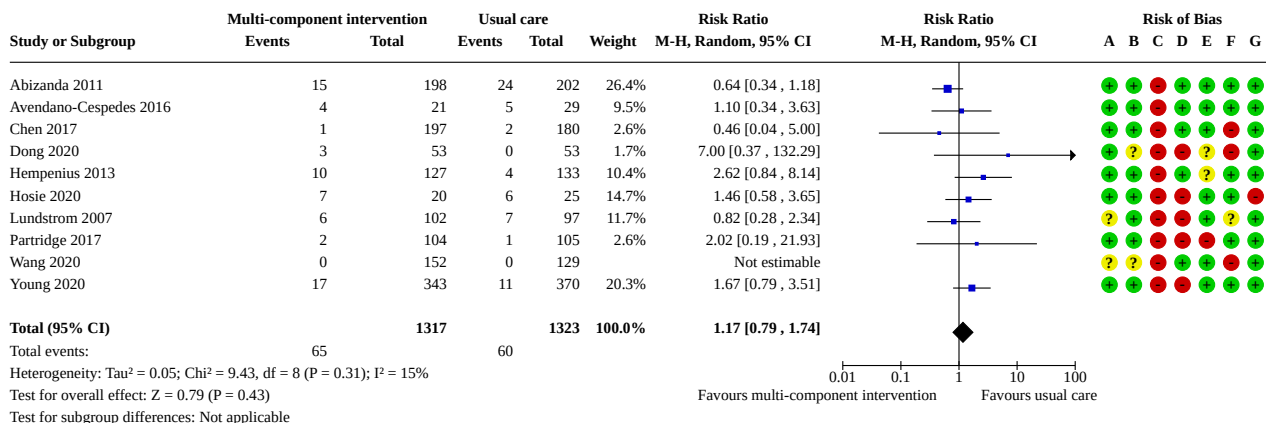 Multi-component intervention Usual care Risk Ratio Risk Ratio Risk of Bias
Study or Subgroup Events Total Events Total Weight M-H, Random, 95% CI M-H, Random, 95% CI A B C D E F G
Abizanda 2011 15 198 24 202 26.4% 0.64 [0.34 , 1.18] + + - + + + +
Avendano-Cespedes 2016 4 21 5 29 9.5% 1.10 [0.34 , 3.63] + + - + + + +
Chen 2017 1 197 2 180 2.6% 0.46 [0.04 , 5.00] + + - + + - +
Dong 2020 3 53 0 53 1.7% 7.00 [0.37 , 132.29] + ? - - ? - +
Hempenius 2013 10 127 4 133 10.4% 2.62 [0.84 , 8.14] + + - + ? + +
Hosie 2020 7 20 6 25 14.7% 1.46 [0.58 , 3.65] + + - - + + -
Lundstrom 2007 6 102 7 97 11.7% 0.82 [0.28 , 2.34] ? + - - + ? +
Partridge 2017 2 104 1 105 2.6% 2.02 [0.19 , 21.93] + + - - - + +
Wang 2020 0 152 0 129 Not estimable ? ? - + + - +
Young 2020 17 343 11 370 20.3% 1.67 [0.79 , 3.51] + + - - + + +
Total (95% CI) 1317 1323 100.0% 1.17 [0.79 , 1.74]
Total events: 65 60
Heterogeneity: Tau² = 0.05; Chi² = 9.43, df = 8 (P = 0.31); I² = 15%
0.01 0.1 1 10 100
Test for overall effect: Z = 0.79 (P = 0.43)
Favours multi-component intervention Favours usual care
Test for subgroup differences: Not applicable